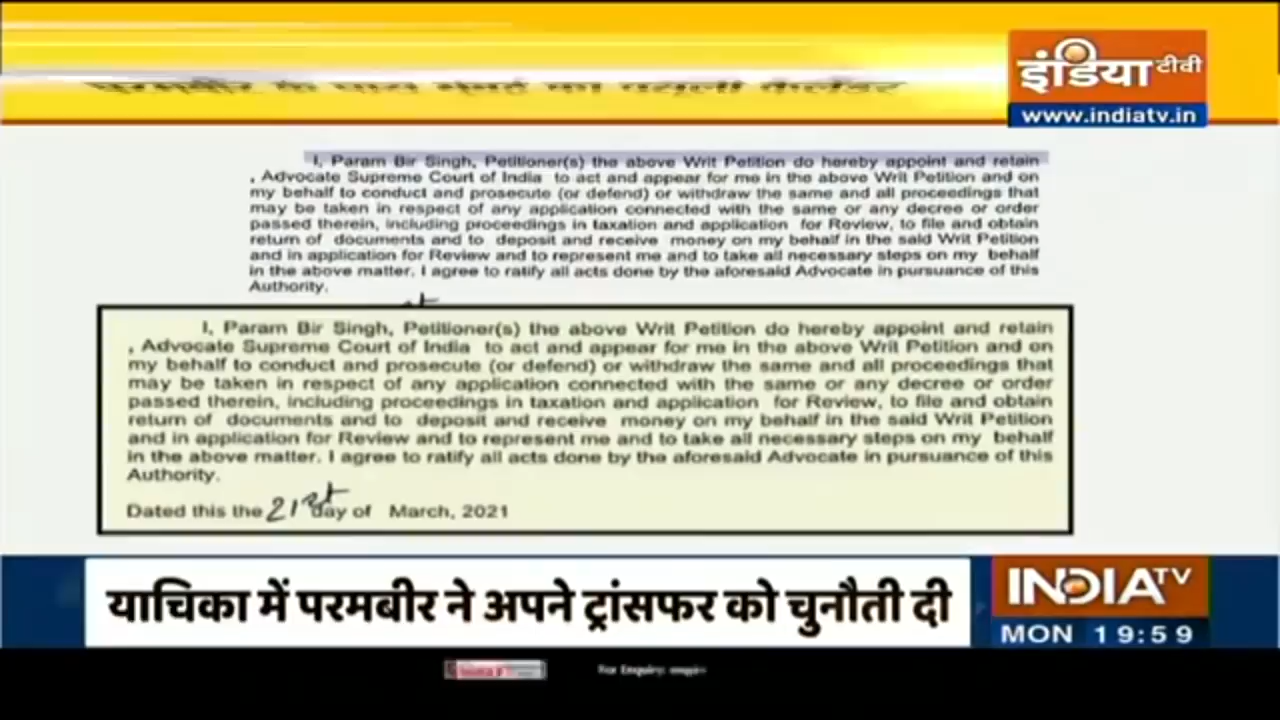 इंडिया टीवी
www.indiatv.in
I, Param Bir Singh, Petitioner(s) the above Writ Petition do hereby appoint and retain
, Advocate Supreme Court of India to act and appear for me in the above Writ Petition and on
my behalf to conduct and prosecute (or defend) or withdraw the same and all proceedings that
may be taken in respect of any application connected with the same or any decree or order
passed therein, including proceedings in taxation and application for Review, to file and obtain
return of documents and to deposit and receive money on my behalf in the said Writ Petition
and in application for Review and to represent me and to take all necessary steps on my behalf
in the above matter. I agree to ratify all acts done by the aforesaid Advocate in pursuance of this
Authority.
I, Param Bir Singh, Petitioner(s) the above Writ Petition do hereby appoint and retain
, Advocate Supreme Court of India to act and appear for me in the above Writ Petition and on
my behalf to conduct and prosecute (or defend) or withdraw the same and all proceedings that
may be taken in respect of any application connected with the same or any decree or order
passed therein, including proceedings in taxation and application for Review, to file and obtain
return of documents and to deposit and receive money on my behalf in the said Writ Petition
and in application for Review and to represent me and to take all necessary steps on my behalf
in the above matter. I agree to ratify all acts done by the aforesaid Advocate in pursuance of this
Authority.
Dated this the 21st day of March, 2021
याचिका में परमबीर ने अपने ट्रांसफर को चुनौती दी
INDIA TV
MON 19:59
For Enquiry: